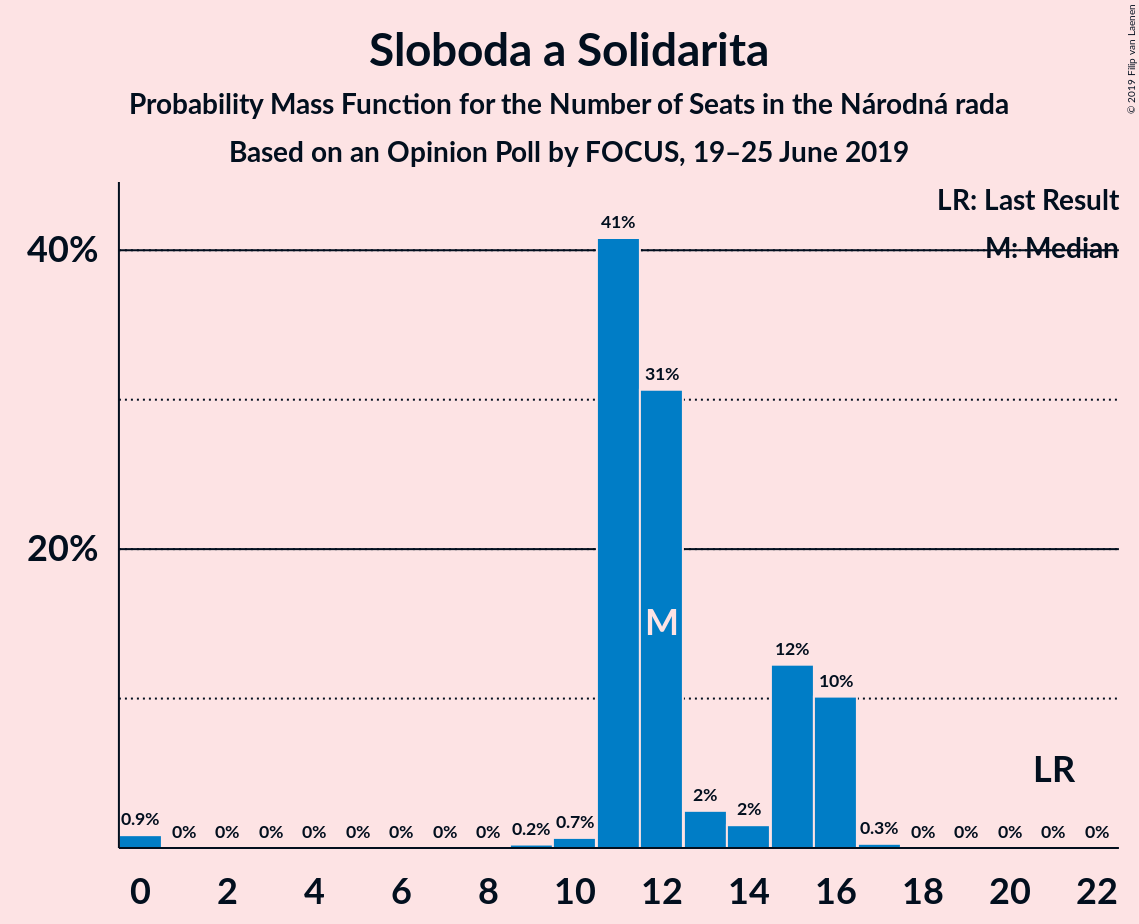 Sloboda a Solidarita
Probability Mass Function for the Number of Seats in the Národná rada
Based on an Opinion Poll by FOCUS, 19–25 June 2019
© 2019 Filip van Laenen
LR: Last Result
M: Median
40%
20%
0.9%
0%
0%
0%
0%
0%
0%
0%
0%
0.2%
0.7%
41%
31%
2%
2%
12%
10%
0.3%
0%
0%
0%
0%
0%
M
LR
0 2 4 6 8 10 12 14 16 18 20 22